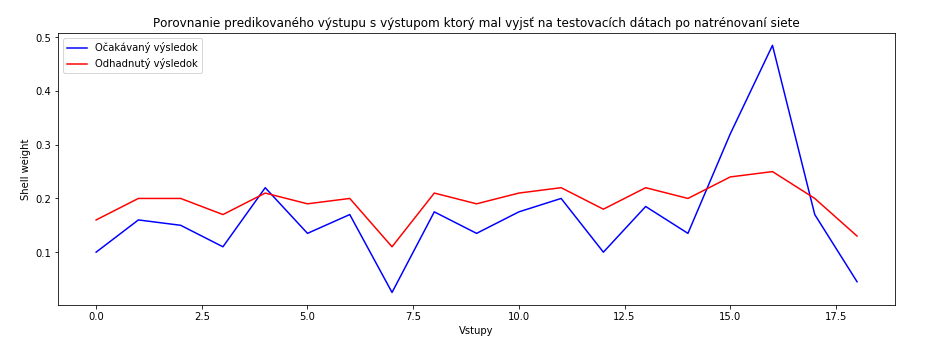 Porovnanie predikovaného výstupu s výstupom ktorý mal vyjsť na testovacích dátach po natrénovaní siete
Očakávaný výsledok
Odhadnutý výsledok
0.5
0.4
0.3
0.2
0.1
Shell weight
0.0 2.5 5.0 7.5 10.0 12.5 15.0 17.5
Vstupy